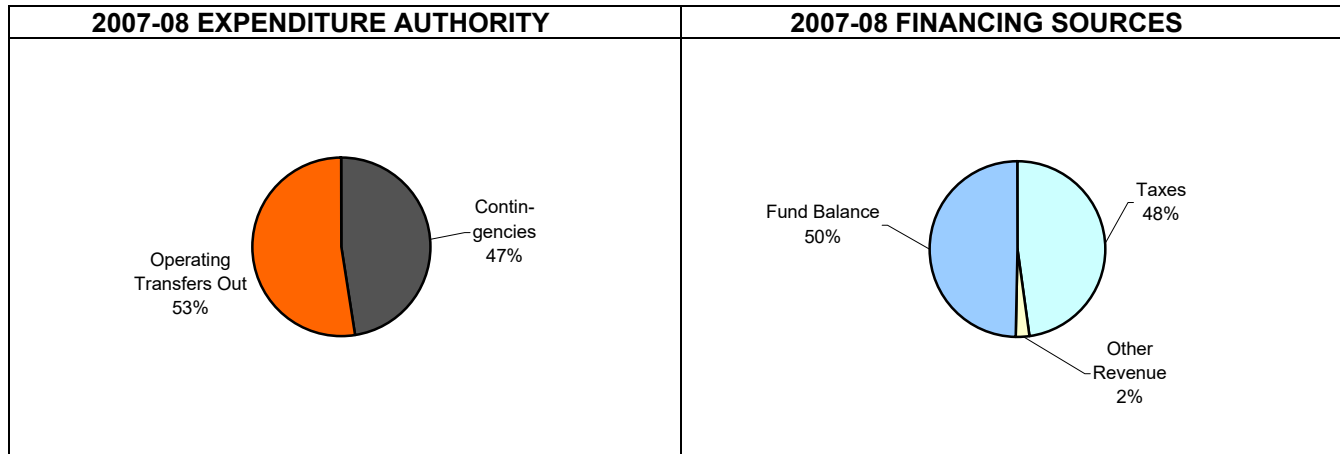 2007-08 EXPENDITURE AUTHORITY
Contin-
gencies
47%
Operating
Transfers Out
53%
2007-08 FINANCING SOURCES
Taxes
48%
Fund Balance
50%
Other
Revenue
2%